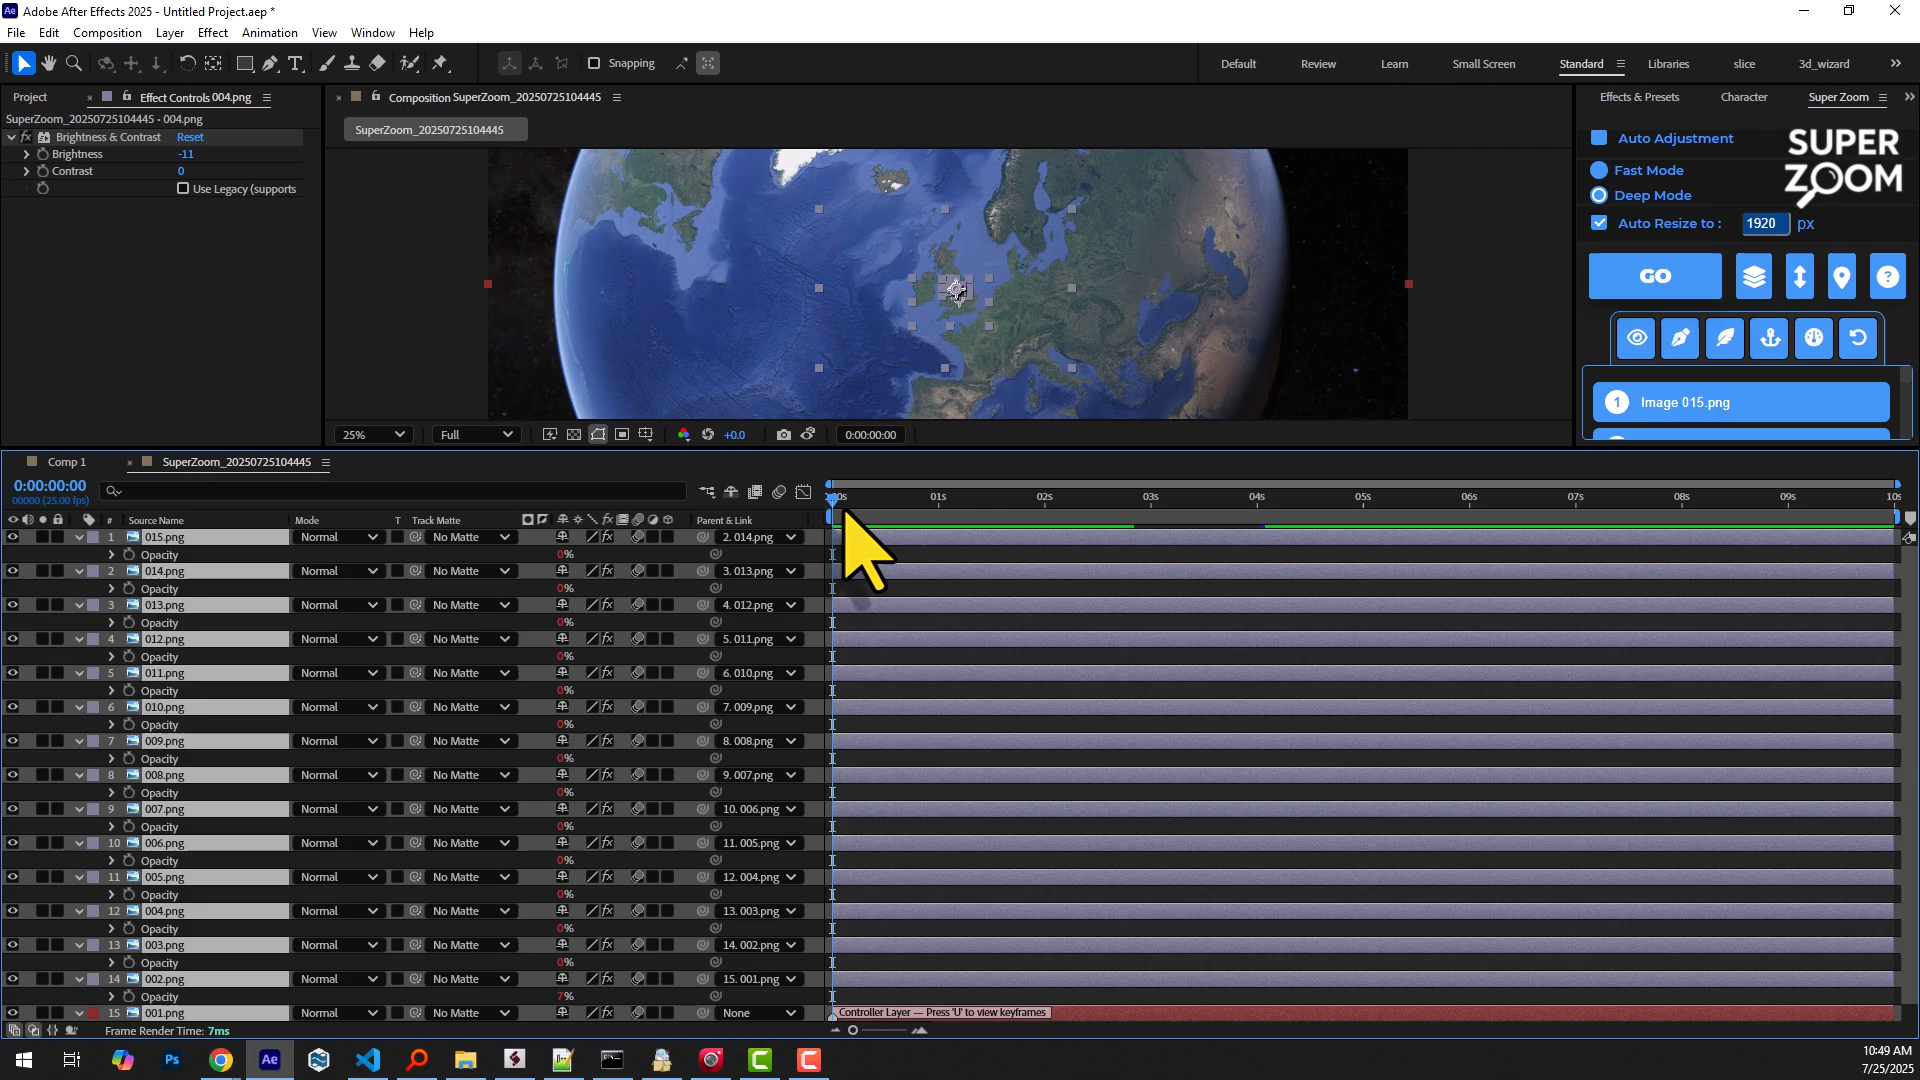 Adobe After Effects 2025 - Untitled Project.aep *
File Edit Composition Layer Effect Animation View Window Help
Snapping
Default Review Learn Small Screen Standard Libraries slice 3d_wizard
Project
Effect Controls 004.png
SuperZoom_20250725104445 • 004.png
fx Brightness & Contrast Reset
Brightness -11
Contrast 0
Use Legacy (supports
Composition SuperZoom_20250725104445
SuperZoom_20250725104445
25% Full +0.0 0:00:00:00
Effects & Presets Character Super Zoom
Auto Adjustment
SUPER
ZOOM
Fast Mode
Deep Mode
Auto Resize to : 1920 px
GO
1 Image 015.png
Comp 1
SuperZoom_20250725104445
0:00:00:00
00000 (25.00 fps)
:00s 01s 02s 03s 04s 05s 06s 07s 08s 09s 10s
# Source Name Mode T Track Matte Parent & Link
1 015.png Normal No Matte 2. 014.png
Opacity 0%
2 014.png Normal No Matte 3. 013.png
Opacity 0%
3 013.png Normal No Matte 4. 012.png
Opacity 0%
4 012.png Normal No Matte 5. 011.png
Opacity 0%
5 011.png Normal No Matte 6. 010.png
Opacity 0%
6 010.png Normal No Matte 7. 009.png
Opacity 0%
7 009.png Normal No Matte 8. 008.png
Opacity 0%
8 008.png Normal No Matte 9. 007.png
Opacity 0%
9 007.png Normal No Matte 10. 006.png
Opacity 0%
10 006.png Normal No Matte 11. 005.png
Opacity 0%
11 005.png Normal No Matte 12. 004.png
Opacity 0%
12 004.png Normal No Matte 13. 003.png
Opacity 0%
13 003.png Normal No Matte 14. 002.png
Opacity 0%
14 002.png Normal No Matte 15. 001.png
Opacity 7%
15 001.png Normal No Matte None
Controller Layer — Press 'U' to view keyframes
Frame Render Time: 7ms
10:49 AM
7/25/2025